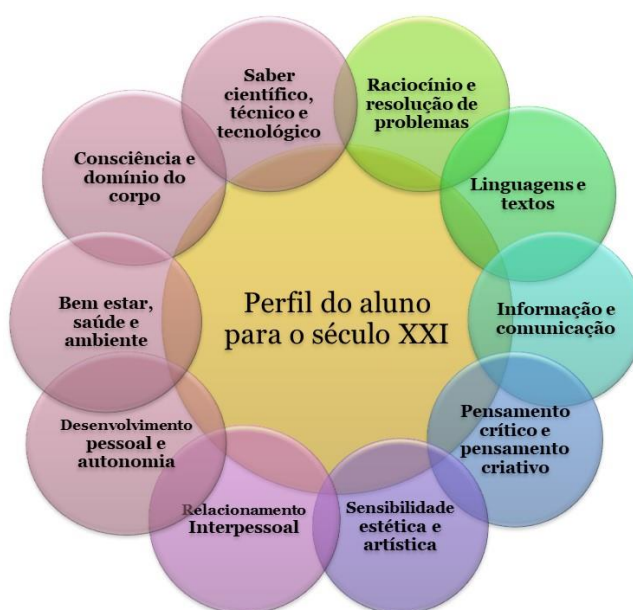 Perfil do aluno
para o século XXI
Raciocínio e
resolução de
problemas
Linguagens e
textos
Informação e
comunicação
Pensamento
crítico e
pensamento
criativo
Sensibilidade
estética e
artística
Relacionamento
Interpessoal
Desenvolvimento
pessoal e
autonomia
Bem estar,
saúde e
ambiente
Consciência e
domínio do
corpo
Saber
científico,
técnico e
tecnológico